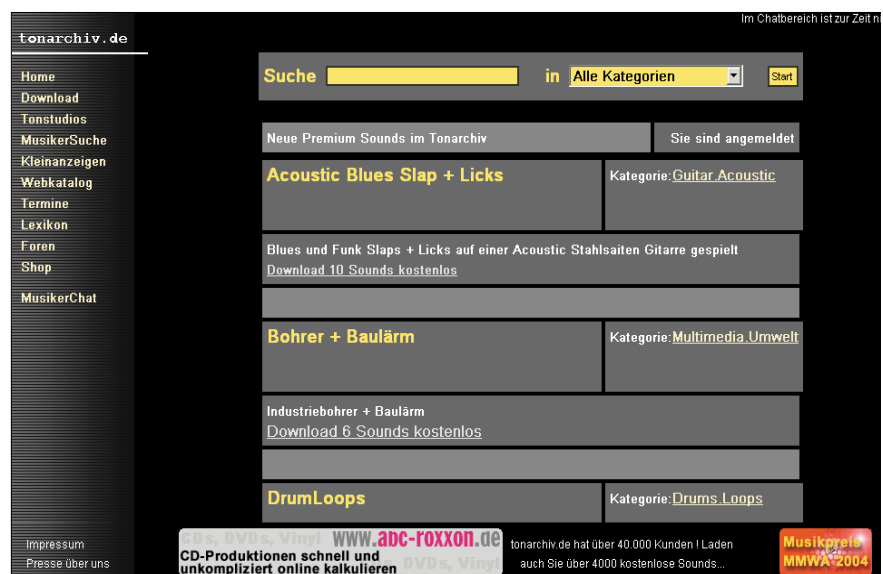 Im Chatbereich ist zur Zeit
tonarchiv.de
Home
Download
Tonstudios
MusikerSuche
Kleinanzeigen
Webkatalog
Termine
Lexikon
Foren
Shop
MusikerChat
Suche in Alle Kategorien Start
Neue Premium Sounds im Tonarchiv Sie sind angemeldet
Acoustic Blues Slap + Licks Kategorie:Guitar.Acoustic
Blues und Funk Slaps + Licks auf einer Acoustic Stahlsaiten Gitarre gespielt
Download 10 Sounds kostenlos
Bohrer + Baulärm Kategorie:Multimedia.Umwelt
Industriebohrer + Baulärm
Download 6 Sounds kostenlos
DrumLoops Kategorie:Drums.Loops
Impressum
Presse über uns
CDs, DVDs, Vinyl www.abc-roxxon.de
CD-Produktionen schnell und
unkompliziert online kalkulieren DVDs, Vinyl
tonarchiv.de hat über 40.000 Kunden ! Laden
auch Sie über 4000 kostenlose Sounds...
Musikpreis
MMWA 2004